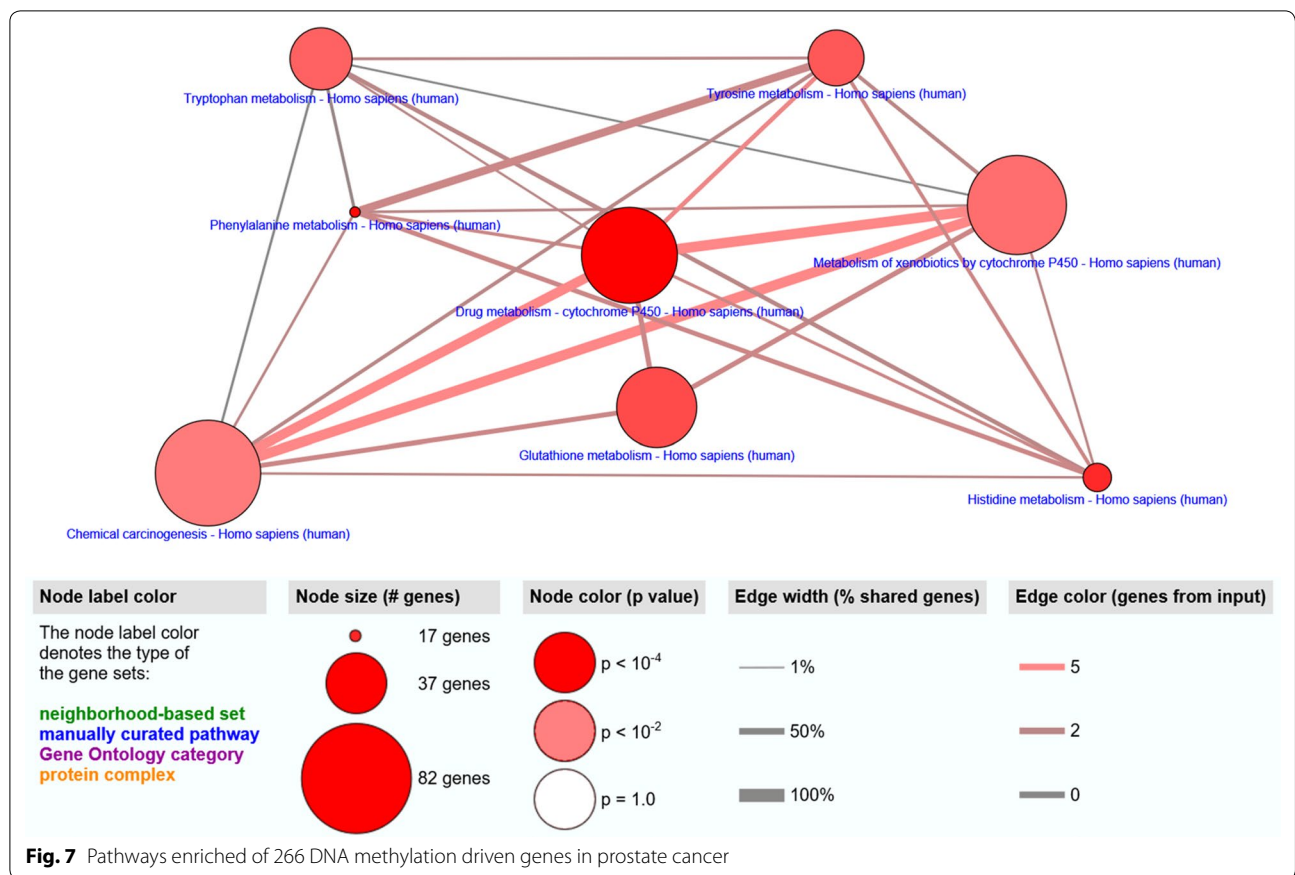 Tryptophan metabolism - Homo sapiens (human)
Tyrosine metabolism - Homo sapiens (human)
Phenylalanine metabolism - Homo sapiens (human)
Metabolism of xenobiotics by cytochrome P450 - Homo sapiens (human)
Drug metabolism - cytochrome P450 - Homo sapiens (human)
Glutathione metabolism - Homo sapiens (human)
Histidine metabolism - Homo sapiens (human)
Chemical carcinogenesis - Homo sapiens (human)
Node label color
The node label color
denotes the type of
the gene sets:
neighborhood-based set
manually curated pathway
Gene Ontology category
protein complex
Node size (# genes)
17 genes
37 genes
82 genes
Node color (p value)
p < 10⁻⁴
p < 10⁻²
p = 1.0
Edge width (% shared genes)
1%
50%
100%
Edge color (genes from input)
5
2
0
Fig. 7 Pathways enriched of 266 DNA methylation driven genes in prostate cancer